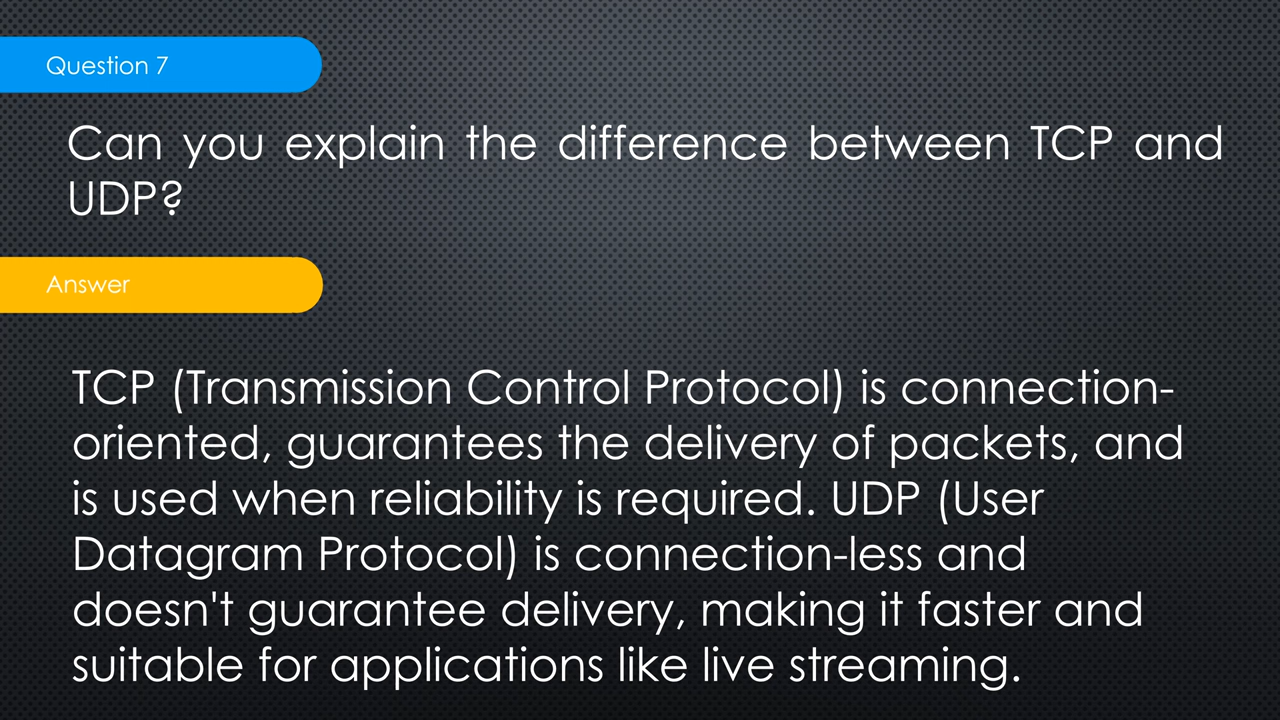 Question 7
Can you explain the difference between TCP and
UDP?
Answer
TCP (Transmission Control Protocol) is connection-
oriented, guarantees the delivery of packets, and
is used when reliability is required. UDP (User
Datagram Protocol) is connection-less and
doesn't guarantee delivery, making it faster and
suitable for applications like live streaming.